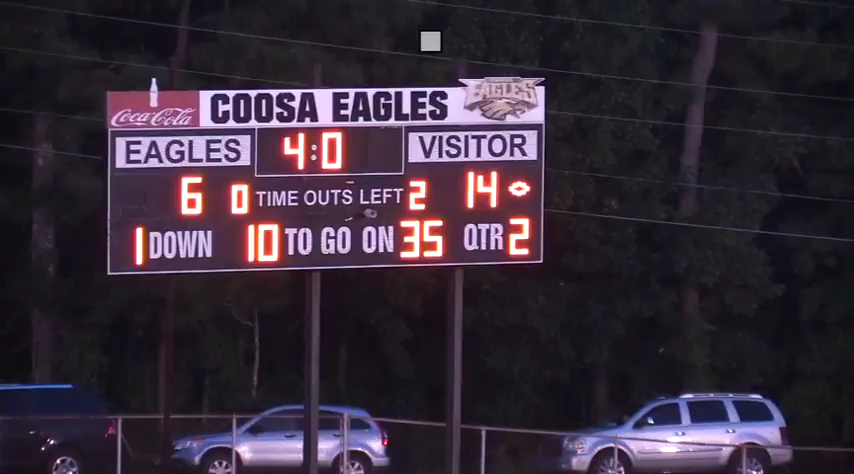 Coca-Cola COOSA EAGLES EAGLES
EAGLES 4:0 VISITOR
6 0 TIME OUTS LEFT 2 14
1 DOWN 10 TO GO ON 35 QTR 2